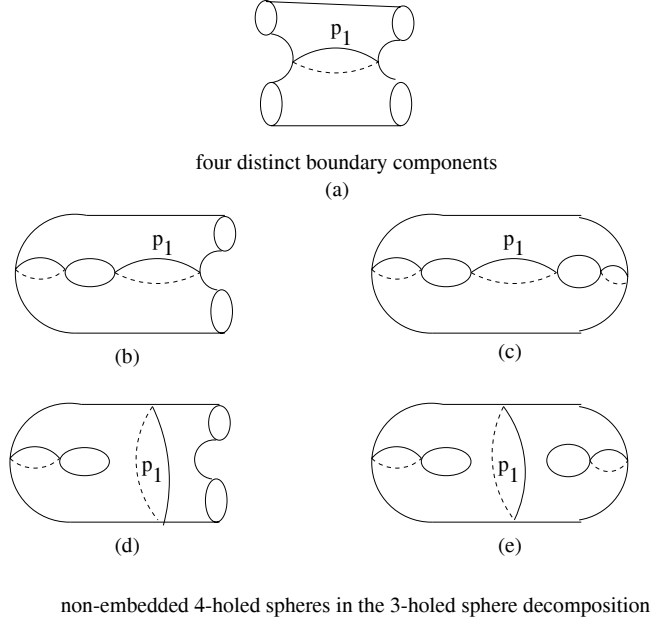 p1
four distinct boundary components
(a)
p1
p1
(b)
(c)
p1
p1
(d)
(e)
non-embedded 4-holed spheres in the 3-holed sphere decomposition